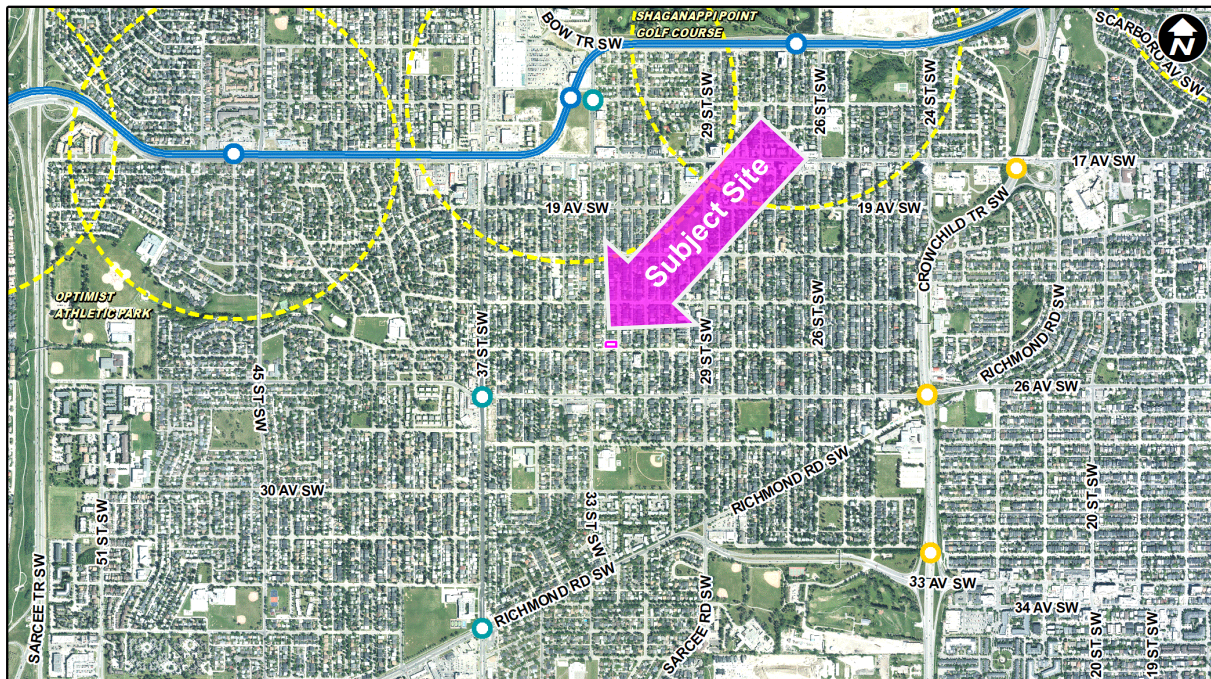 SHAGANAPPI POINT
GOLF COURSE
BOW TR SW
SCARBORO AV SW
N
29 ST SW
26 ST SW
24 ST SW
17 AV SW
19 AV SW
19 AV SW
Subject Site
CROWCHILD TR SW
OPTIMIST
ATHLETIC PARK
37 ST SW
29 ST SW
26 ST SW
RICHMOND RD SW
45 ST SW
26 AV SW
30 AV SW
RICHMOND RD SW
51 ST SW
33 ST SW
20 ST SW
SARCEE TR SW
RICHMOND RD SW
SARCEE RD SW
33 AV SW
34 AV SW
20 ST SW
19 ST SW